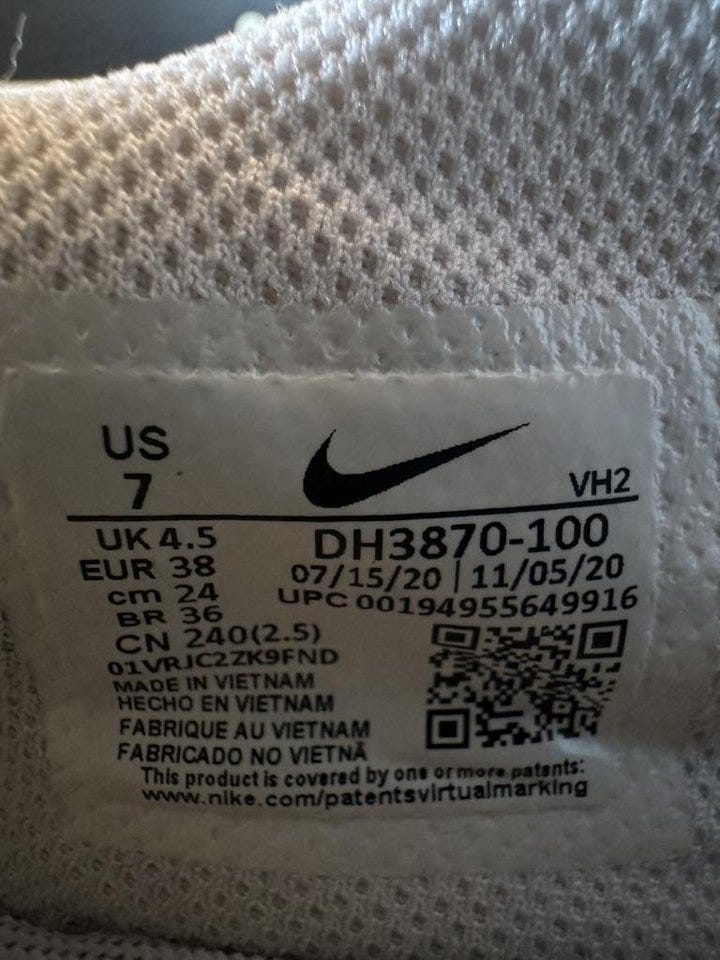 US
7
VH2
UK 4.5
EUR 38
cm 24
BR 36
CN 240(2.5)
01VRJC2ZK9FND
MADE IN VIETNAM
HECHO EN VIETNAM
FABRIQUE AU VIETNAM
FABRICADO NO VIETNÃ
DH3870-100
07/15/20 | 11/05/20
UPC 00194955649916
This product is covered by one or more patents:
www.nike.com/patentsvirtualmarking